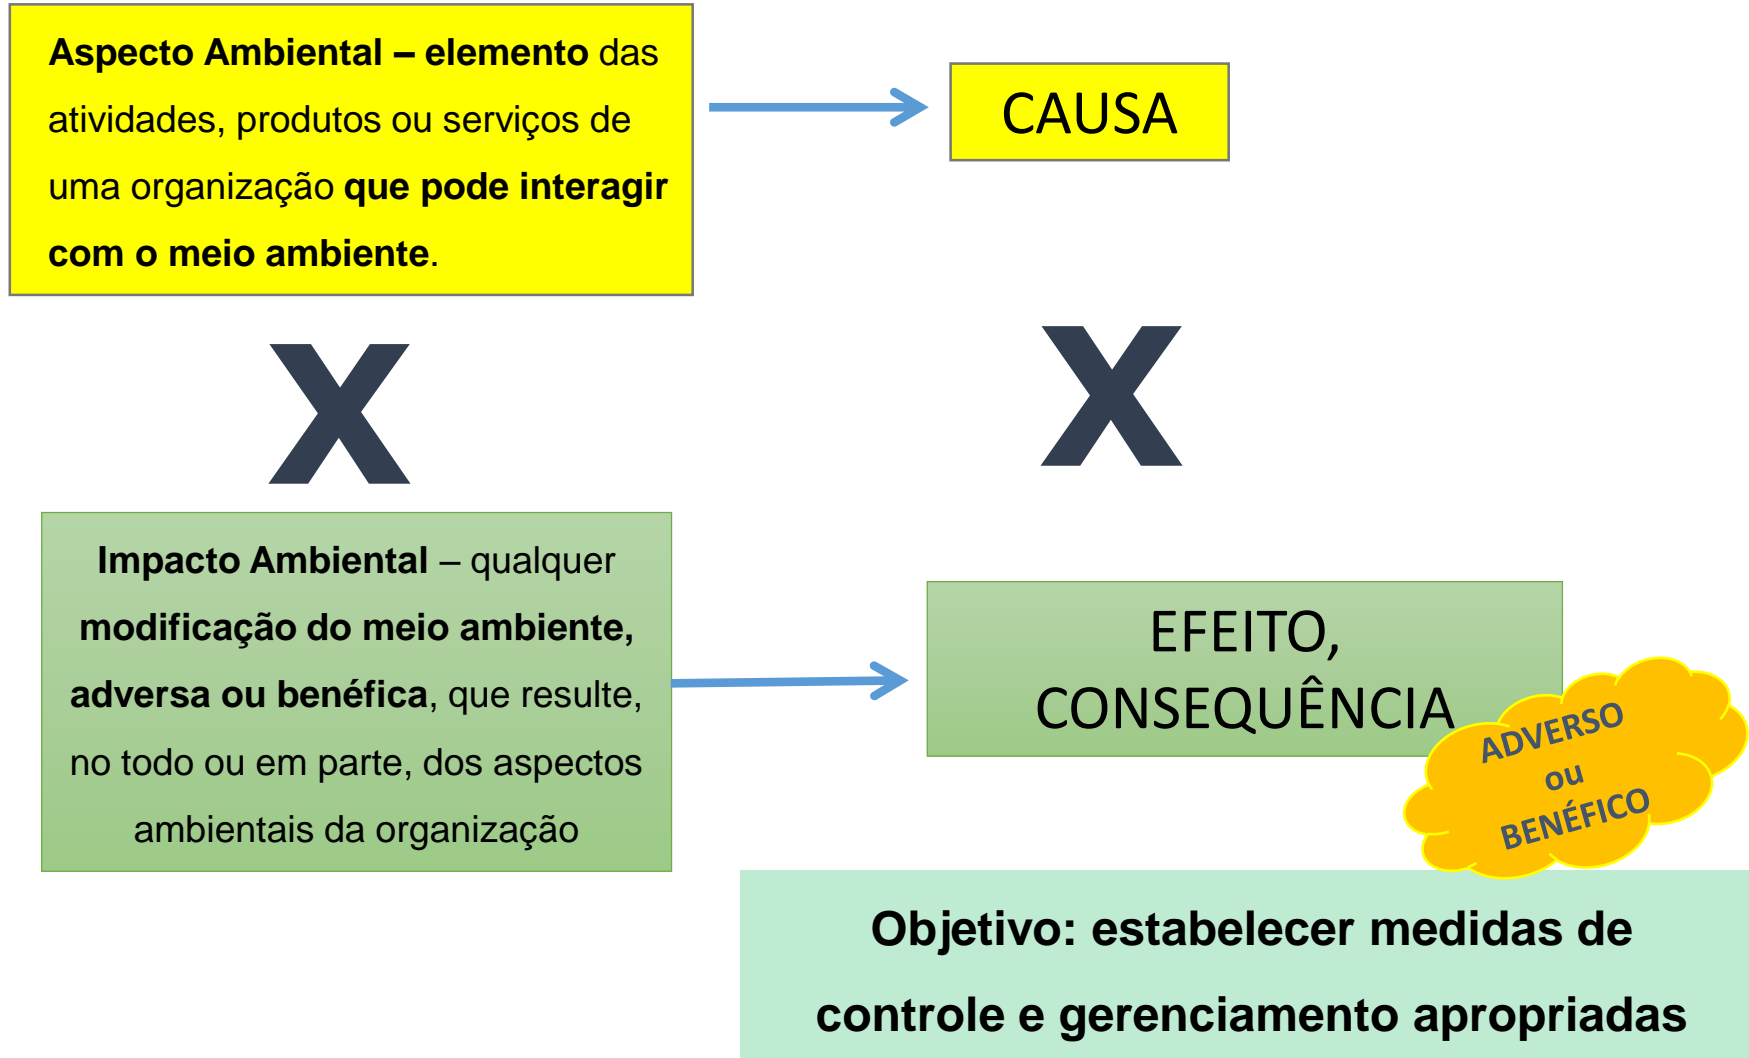 Aspecto Ambiental – elemento das
atividades, produtos ou serviços de
uma organização que pode interagir
com o meio ambiente.
CAUSA
X
X
Impacto Ambiental – qualquer
modificação do meio ambiente,
adversa ou benéfica, que resulte,
no todo ou em parte, dos aspectos
ambientais da organização
EFEITO,
CONSEQUÊNCIA
ADVERSO
ou
BENÉFICO
Objetivo: estabelecer medidas de
controle e gerenciamento apropriadas